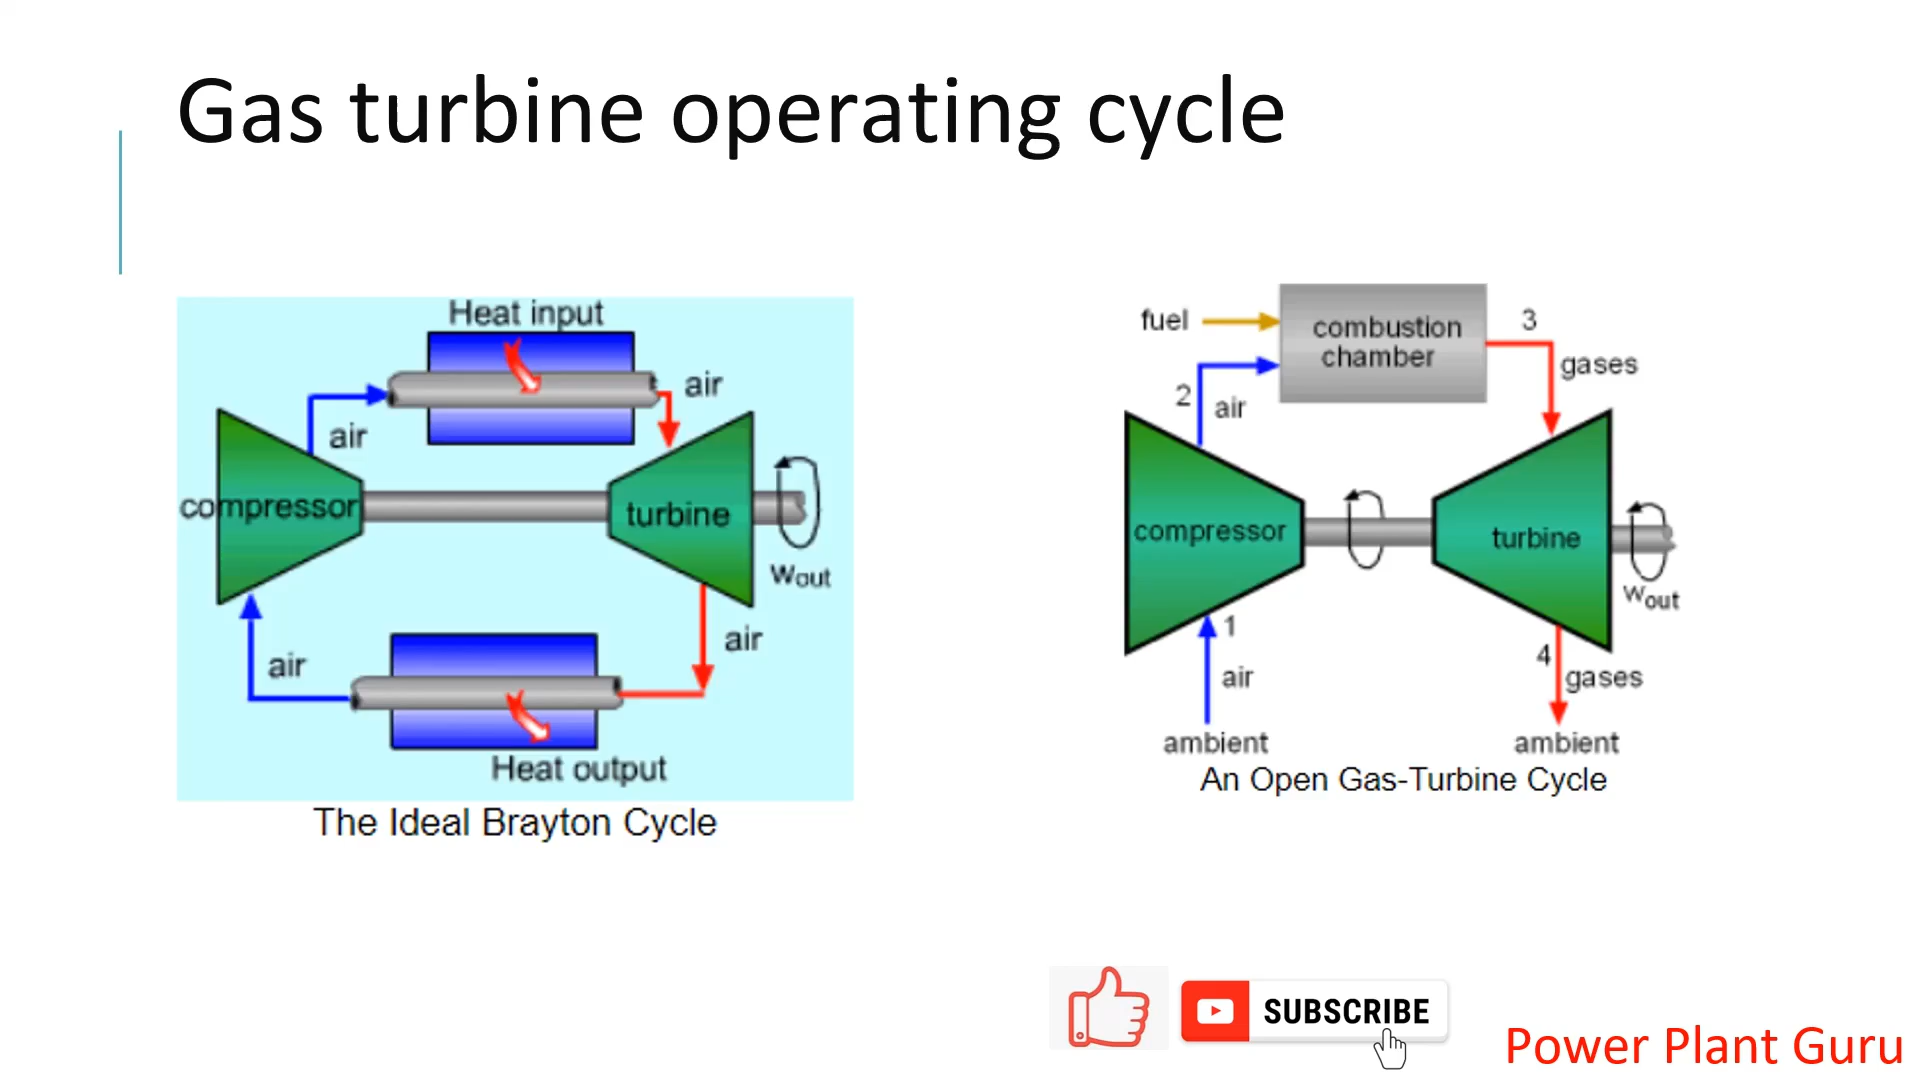 Gas turbine operating cycle
Heat input
air
air
compressor
turbine
wout
air
air
Heat output
The Ideal Brayton Cycle
fuel
combustion
chamber
3
gases
2
air
compressor
turbine
wout
1
air
4
gases
ambient
ambient
An Open Gas-Turbine Cycle
SUBSCRIBE
Power Plant Guru